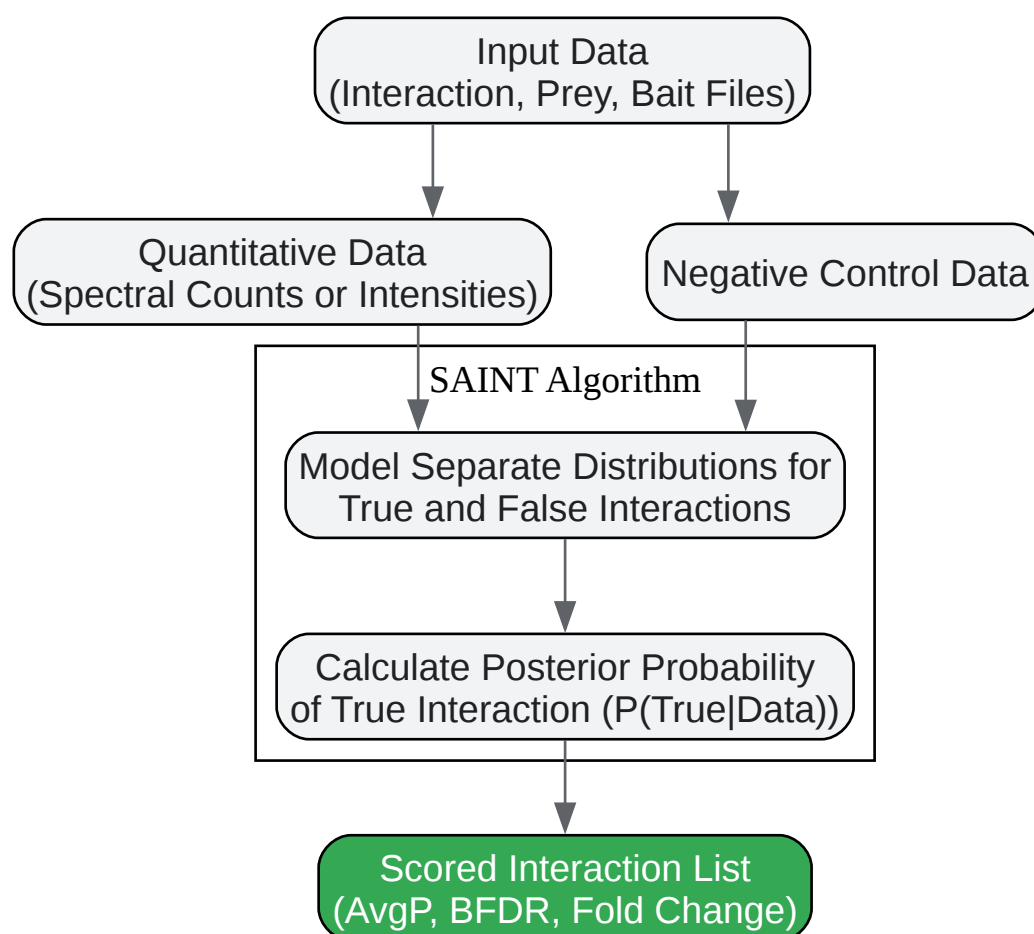 Input Data
(Interaction, Prey, Bait Files)
Quantitative Data
(Spectral Counts or Intensities)
Negative Control Data
SAINT Algorithm
Model Separate Distributions for
True and False Interactions
Calculate Posterior Probability
of True Interaction (P(True|Data))
Scored Interaction List
(AvgP, BFDR, Fold Change)